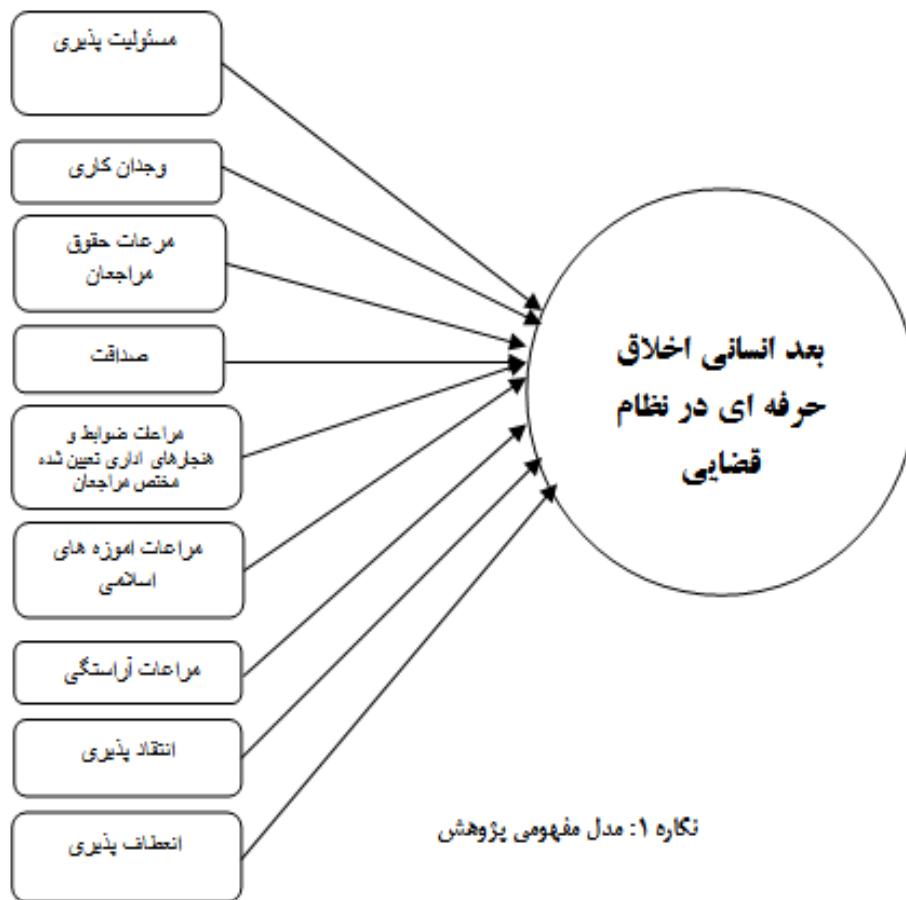 مسئولیت پذیری
وجدان کاری
مرعات حقوق
مراجعان
صداقت
مراعات ضوابط و
هنجارهای اداری تعین شده
مختص مراجعان
مراعات اموزه های
اسلامی
مراعات آراستگی
انتقاد پذیری
انعطاف پذیری
بعد انسانی اخلاق
حرفه ای در نظام
قضایی
نگاره ۱: مدل مفهومی پژوهش